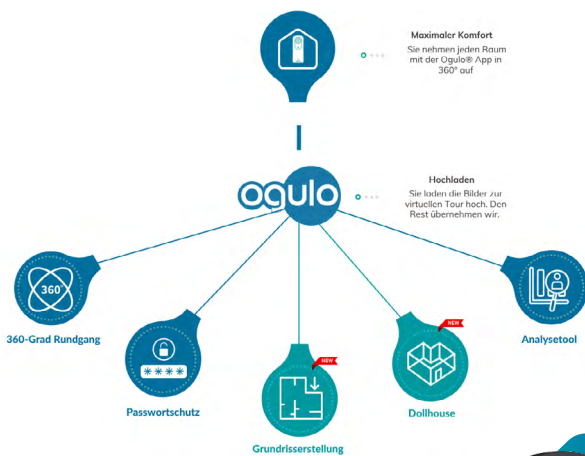 Maximaler Komfort
Sie nehmen jeden Raum
mit der Ogulo® App in
360° auf
ogulo
Hochladen
Sie laden die Bilder zur
virtuellen Tour hoch. Den
Rest übernehmen wir.
360°
360-Grad Rundgang
****
Passwortschutz
NEW
Grundrisserstellung
NEW
Dollhouse
Analysetool